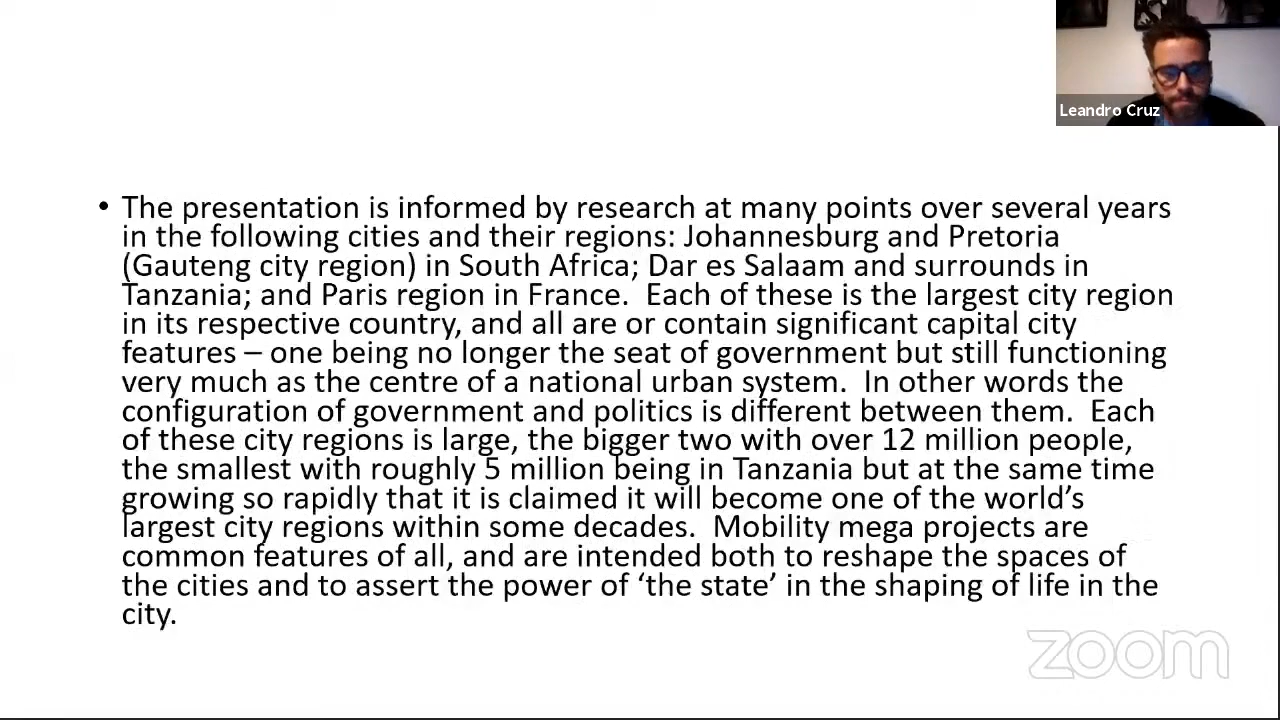 Leandro Cruz
• The presentation is informed by research at many points over several years
in the following cities and their regions: Johannesburg and Pretoria
(Gauteng city region) in South Africa; Dar es Salaam and surrounds in
Tanzania; and Paris region in France.  Each of these is the largest city region
in its respective country, and all are or contain significant capital city
features – one being no longer the seat of government but still functioning
very much as the centre of a national urban system.  In other words the
configuration of government and politics is different between them.  Each
of these city regions is large, the bigger two with over 12 million people,
the smallest with roughly 5 million being in Tanzania but at the same time
growing so rapidly that it is claimed it will become one of the world’s
largest city regions within some decades.  Mobility mega projects are
common features of all, and are intended both to reshape the spaces of
the cities and to assert the power of ‘the state’ in the shaping of life in the
city.
zoom